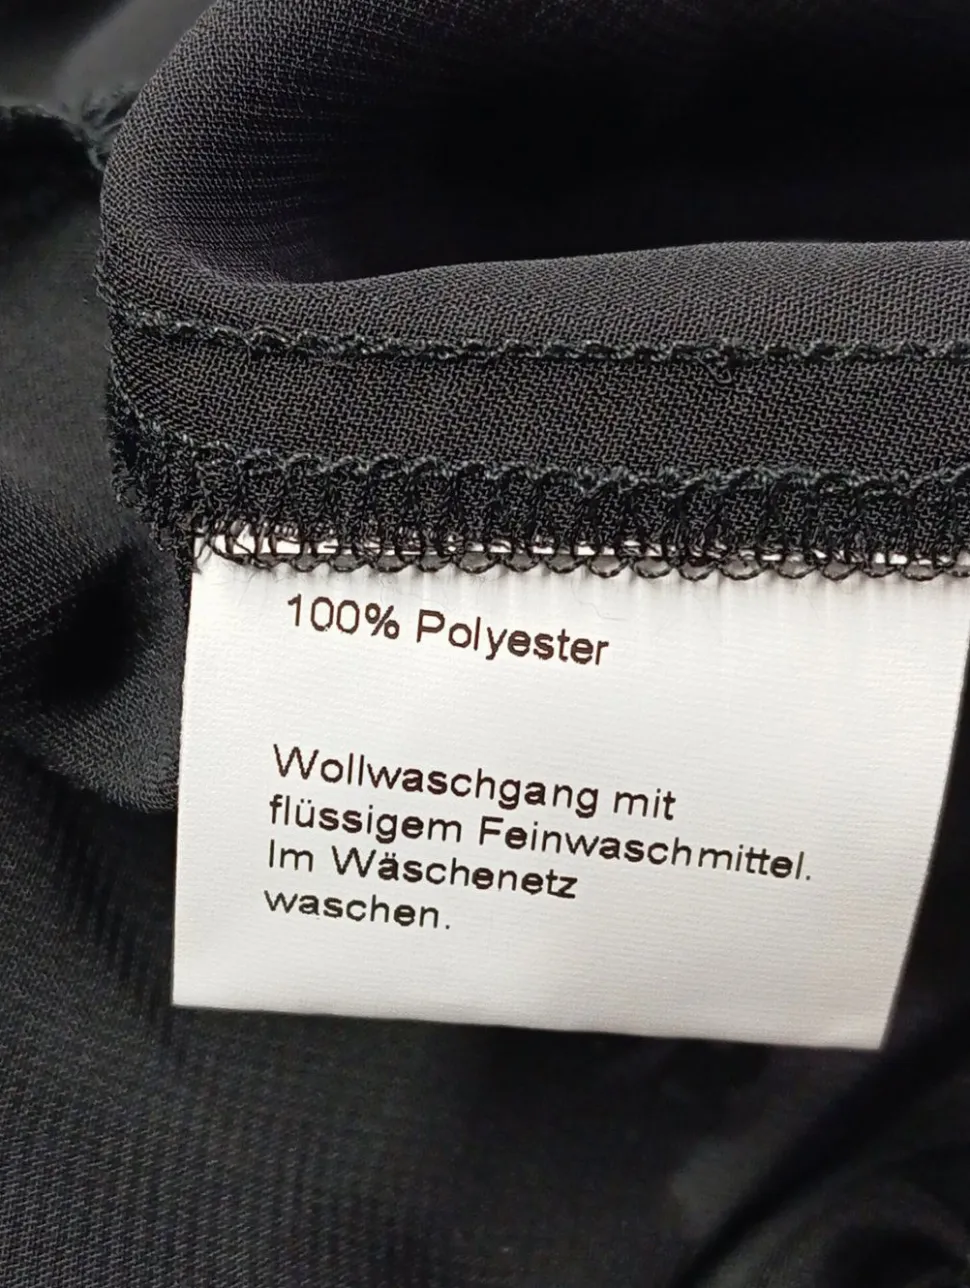 100% Polyester
Wollwaschgang mit
flüssigem Feinwaschmittel.
Im Wäschenetz
waschen.